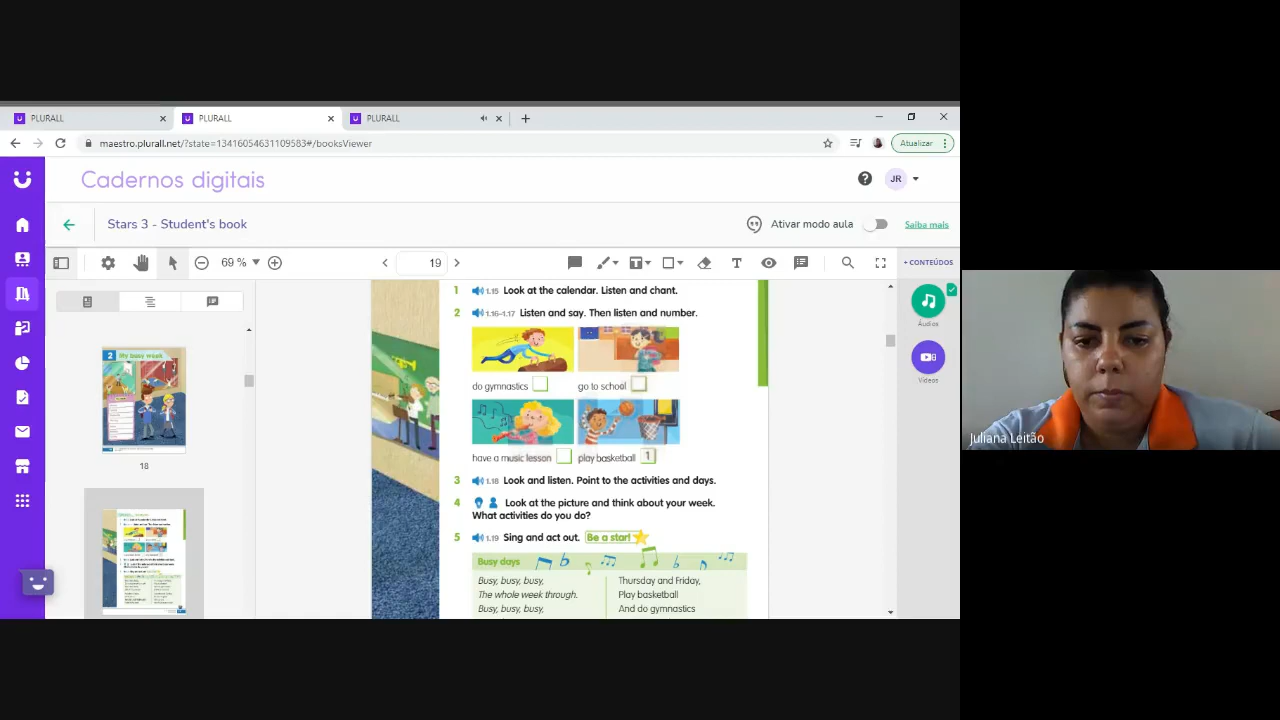 PLURALL
PLURALL
PLURALL
maestro.plurall.net/?state=13416054631109583#/booksViewer
Atualizar
Cadernos digitais
JR
Stars 3 - Student's book
Ativar modo aula
Saiba mais
69 %
19
+ CONTEÚDOS
Áudios
Vídeos
2 My busy week
18
1 1.15 Look at the calendar. Listen and chant.
2 1.16-1.17 Listen and say. Then listen and number.
do gymnastics
go to school
have a music lesson
play basketball 1
3 1.18 Look and listen. Point to the activities and days.
4 Look at the picture and think about your week.
What activities do you do?
5 1.19 Sing and act out. Be a star!
Busy days
Busy, busy, busy,
The whole week through.
Busy, busy, busy,
Thursday and Friday,
Play basketball
And do gymnastics
Juliana Leitão